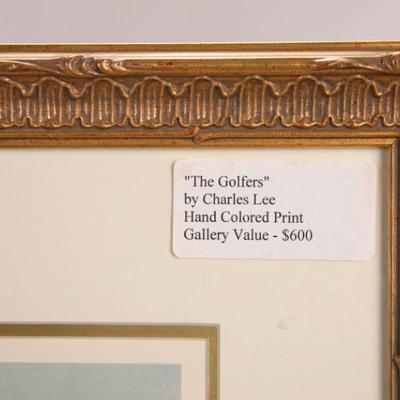 "The Golfers"
by Charles Lee
Hand Colored Print
Gallery Value - $600